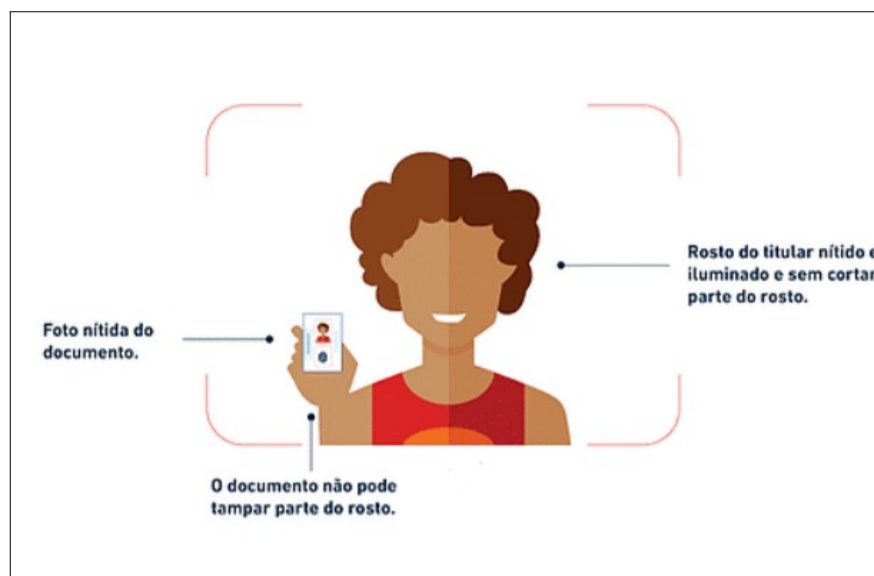 Rosto do titular nítido e
iluminado e sem cortar
parte do rosto.
Foto nítida do
documento.
O documento não pode
tampar parte do rosto.